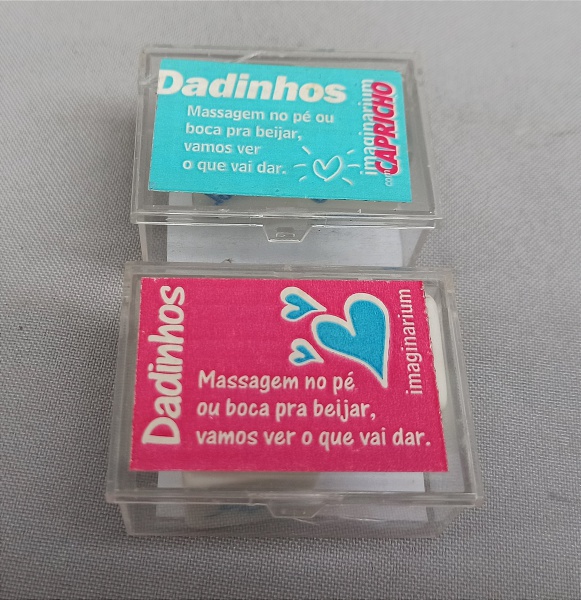 Dadinhos
Massagem no pé ou
boca pra beijar,
vamos ver
o que vai dar.
imaginarium
com CAPRICHO
Dadinhos
Massagem no pé
ou boca pra beijar,
vamos ver o que vai dar.
imaginarium